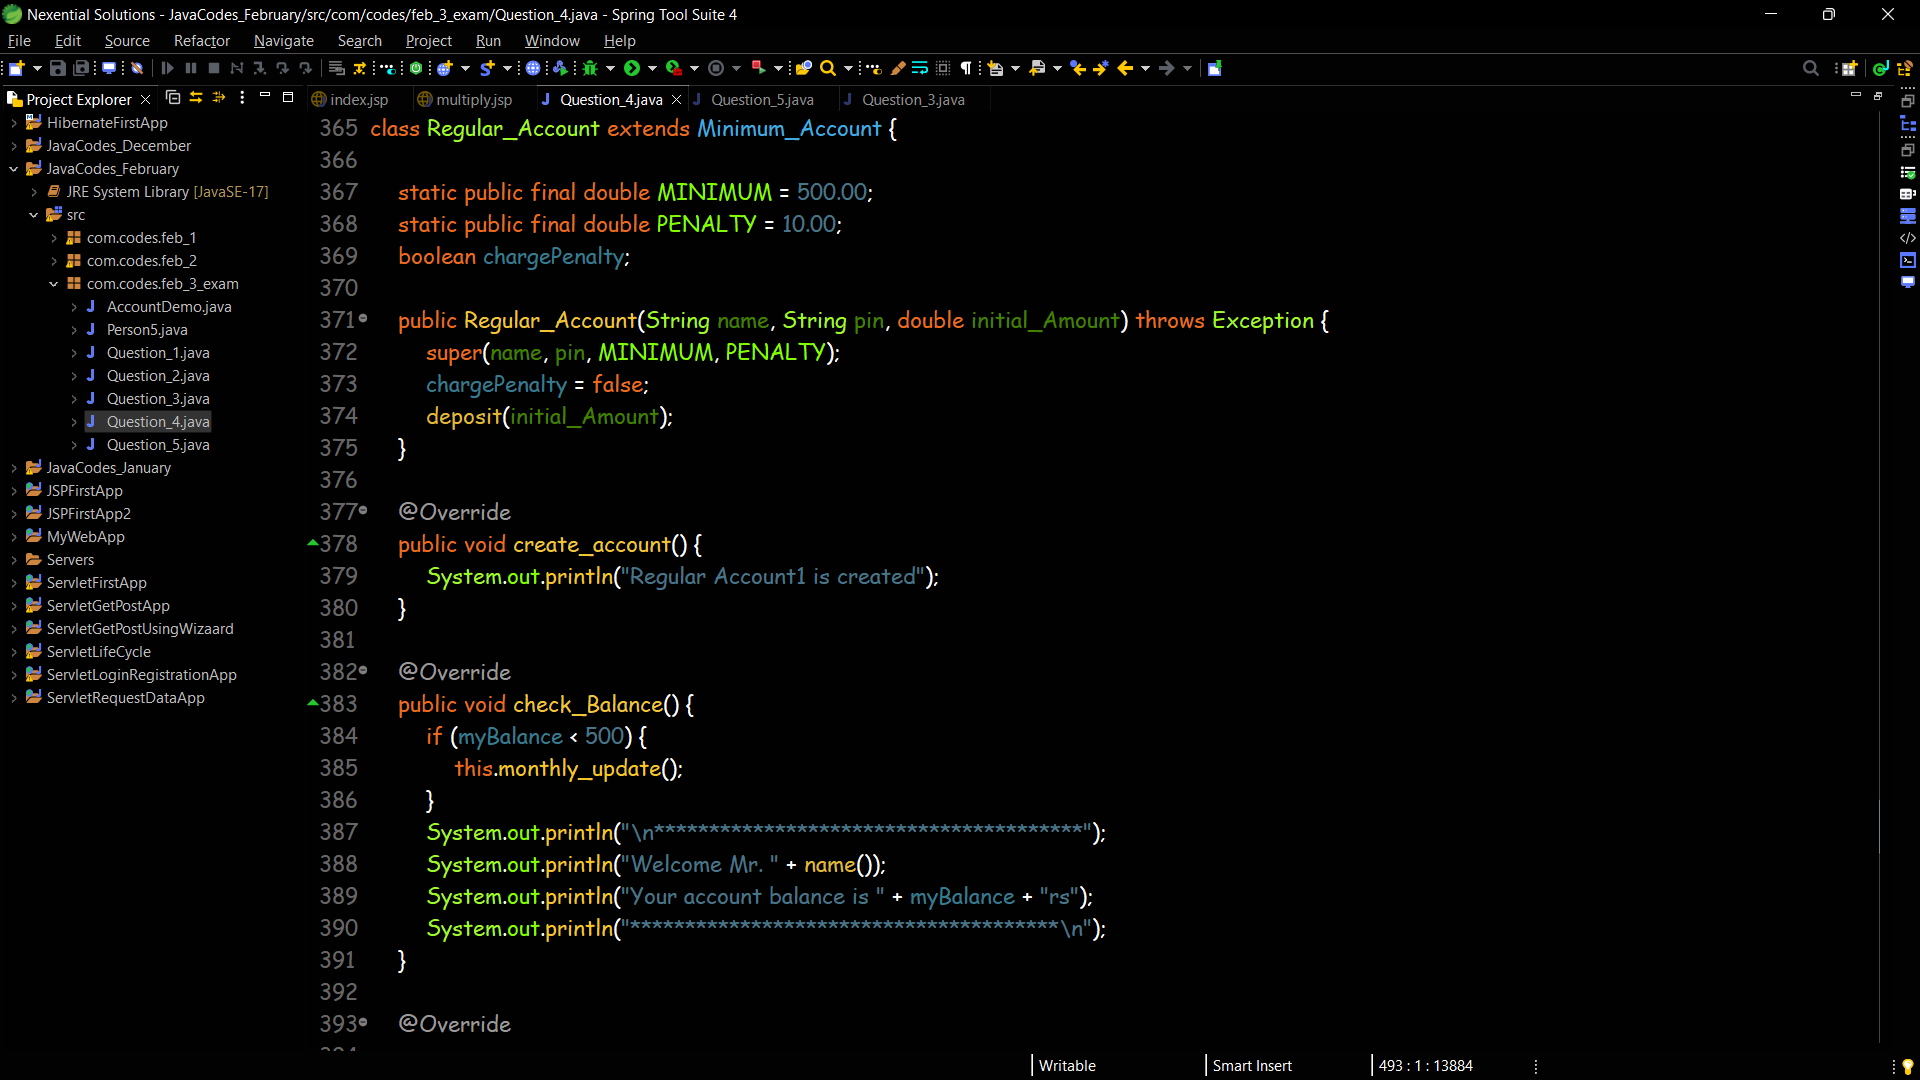 Nexential Solutions - JavaCodes_February/src/com/codes/feb_3_exam/Question_4.java - Spring Tool Suite 4
File Edit Source Refactor Navigate Search Project Run Window Help
Project Explorer
index.jsp multiply.jsp Question_4.java Question_5.java Question_3.java
HibernateFirstApp
JavaCodes_December
JavaCodes_February
JRE System Library [JavaSE-17]
src
com.codes.feb_1
com.codes.feb_2
com.codes.feb_3_exam
AccountDemo.java
Person5.java
Question_1.java
Question_2.java
Question_3.java
Question_4.java
Question_5.java
JavaCodes_January
JSPFirstApp
JSPFirstApp2
MyWebApp
Servers
ServletFirstApp
ServletGetPostApp
ServletGetPostUsingWizaard
ServletLifeCycle
ServletLoginRegistrationApp
ServletRequestDataApp
365 class Regular_Account extends Minimum_Account {
366
367 static public final double MINIMUM = 500.00;
368 static public final double PENALTY = 10.00;
369 boolean chargePenalty;
370
371 public Regular_Account(String name, String pin, double initial_Amount) throws Exception {
372 super(name, pin, MINIMUM, PENALTY);
373 chargePenalty = false;
374 deposit(initial_Amount);
375 }
376
377 @Override
378 public void create_account() {
379 System.out.println("Regular Account1 is created");
380 }
381
382 @Override
383 public void check_Balance() {
384 if (myBalance < 500) {
385 this.monthly_update();
386 }
387 System.out.println("\n***************************************");
388 System.out.println("Welcome Mr. " + name());
389 System.out.println("Your account balance is " + myBalance + "rs");
390 System.out.println("***************************************\n");
391 }
392
393 @Override
Writable Smart Insert 493 : 1 : 13884